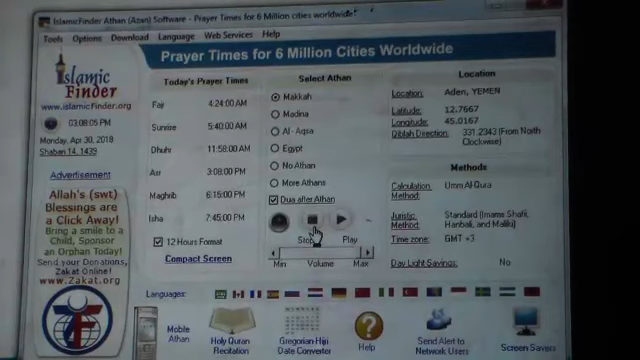 IslamicFinder Athan (Azan) Software - Prayer Times for 6 Million cities worldwide!
Tools Options Download Language Web Services Help
Prayer Times for 6 Million Cities Worldwide
Islamic
Finder
www.islamicfinder.org
03:08:05 PM
Monday, Apr 30, 2018
Shaban 14, 1439
Advertisement
Allah's (swt)
Blessings are
a Click Away!
Bring a smile to a
Child, Sponsor
an Orphan Today!
Send your Donations,
Zakat Online!
www.Zakat.org
Today's Prayer Times
Fajr 4:24:00 AM
Sunrise 5:40:00 AM
Dhuhr 11:58:00 AM
Asr 3:08:00 PM
Maghrib 6:15:00 PM
Isha 7:45:00 PM
12 Hours Format
Compact Screen
Select Athan
Makkah
Madina
Al-Aqsa
Egypt
No Athan
More Athans
Dua after Athan
Stop Play
Min Volume Max
Location
Location: Aden, YEMEN
Latitude: 12.7667
Longitude: 45.0167
Qiblah Direction: 331.2343 (From North
Clockwise)
Methods
Calculation
Method: Umm Al-Qura
Juristic
Method: Standard (Imams Shafii,
Hanbali, and Maliki)
Time zone: GMT +3
Day Light Savings: No
Languages:
Mobile
Athan
Holy Quran
Recitation
Gregorian-Hijri
Date Converter
Help
Send Alert to
Network Users
Screen Savers